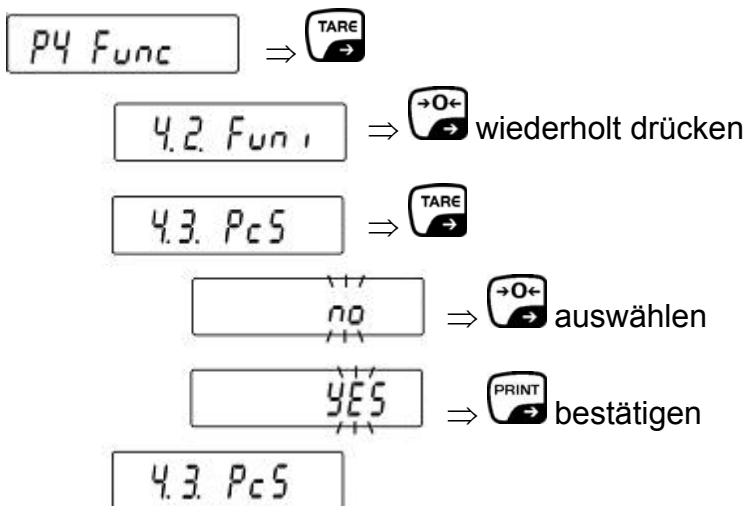 P4 Func ⇒ TARE
4.2. Fun i ⇒ →0← wiederholt drücken
4.3. PcS ⇒ TARE
no ⇒ →0← auswählen
YES ⇒ PRINT bestätigen
4.3. PcS